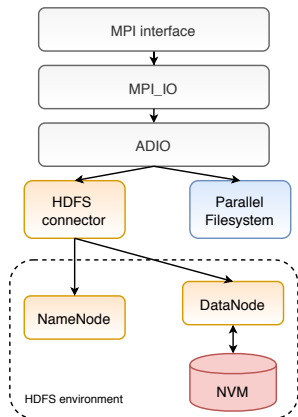 MPI interface
MPI_IO
ADIO
HDFS
connector
Parallel
Filesystem
NameNode
DataNode
NVM
HDFS environment